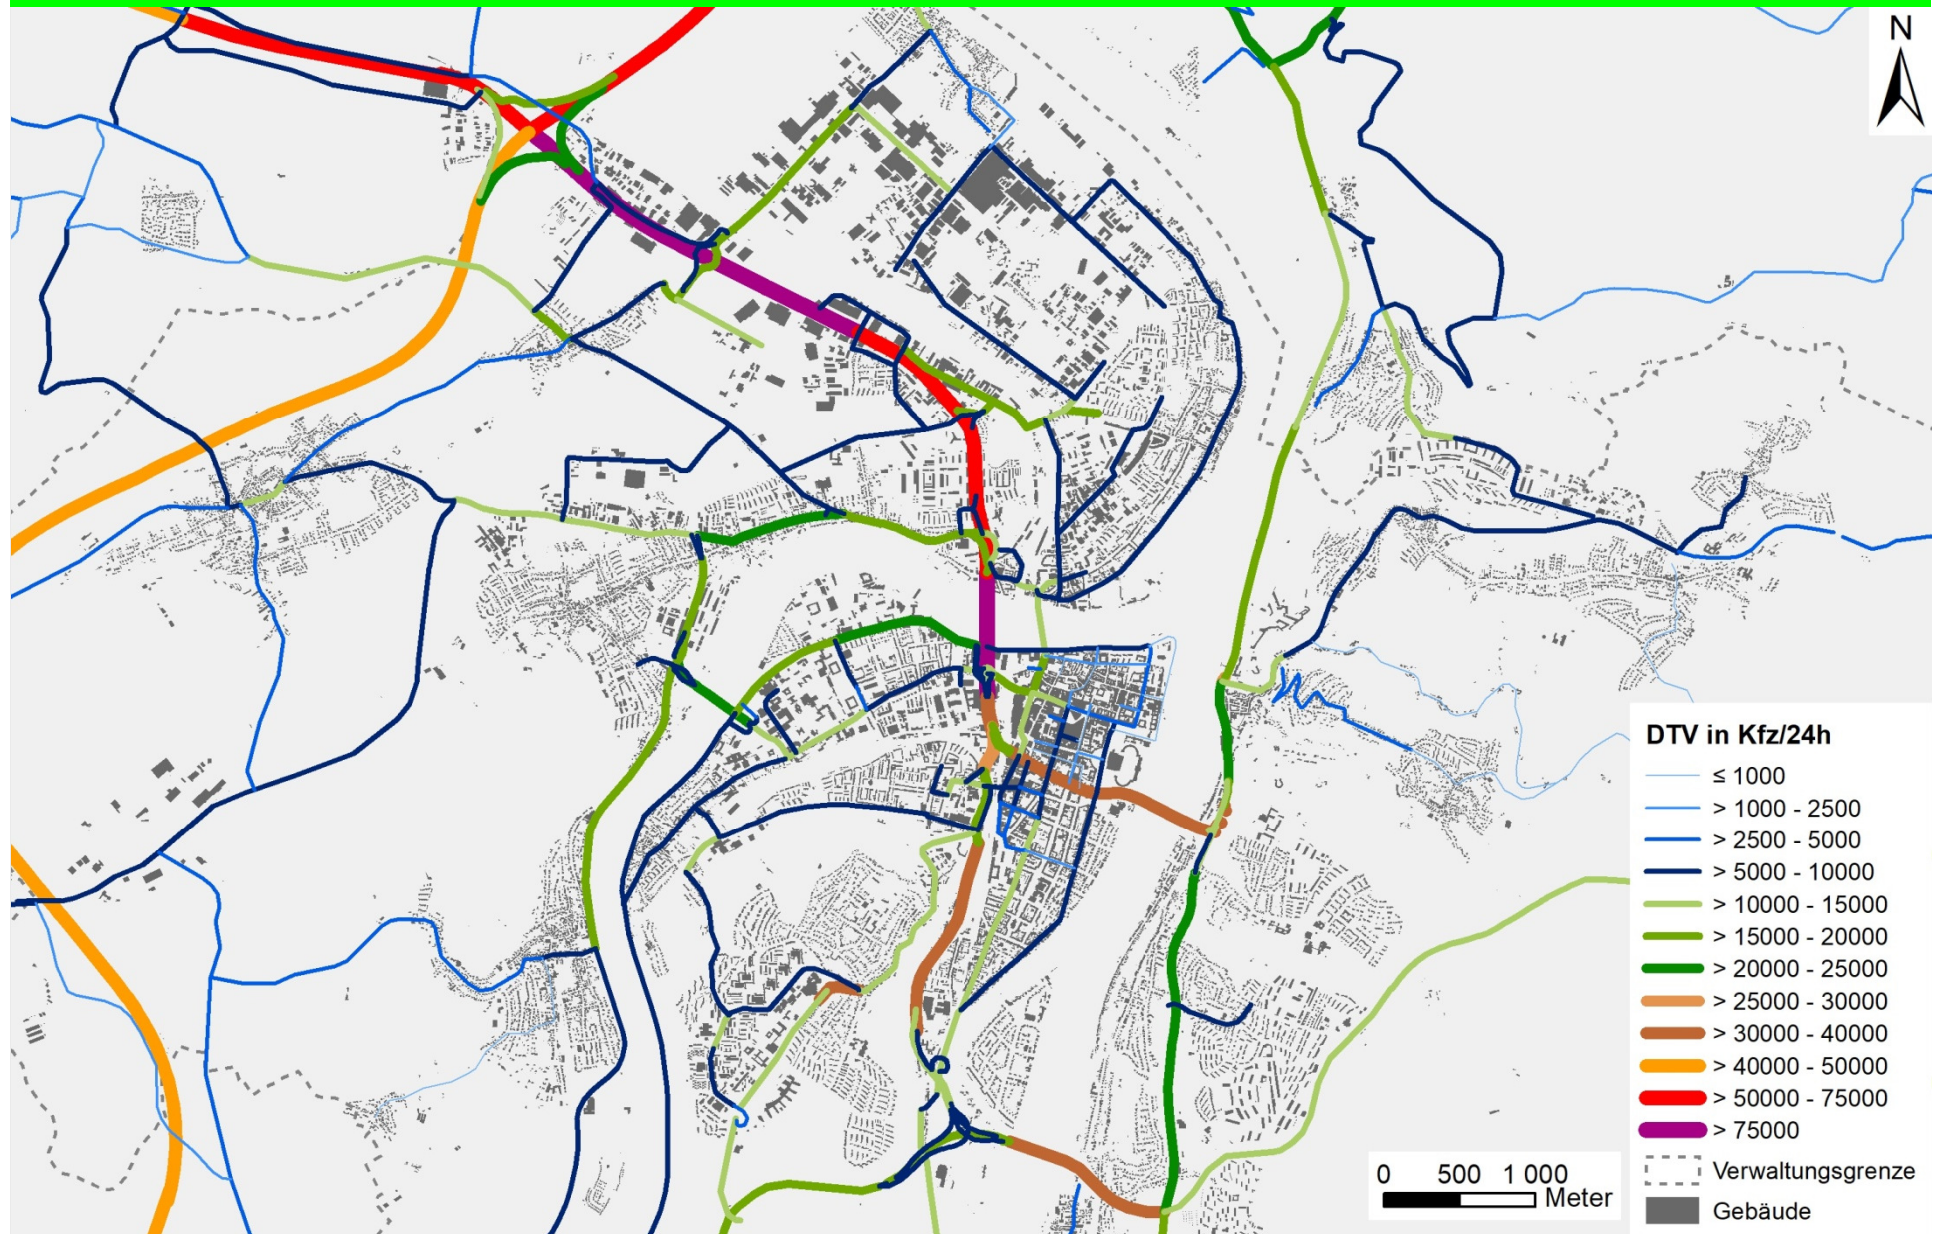 N
DTV in Kfz/24h
≤ 1000
> 1000 - 2500
> 2500 - 5000
> 5000 - 10000
> 10000 - 15000
> 15000 - 20000
> 20000 - 25000
> 25000 - 30000
> 30000 - 40000
> 40000 - 50000
> 50000 - 75000
> 75000
Verwaltungsgrenze
Gebäude
0 500 1 000
Meter